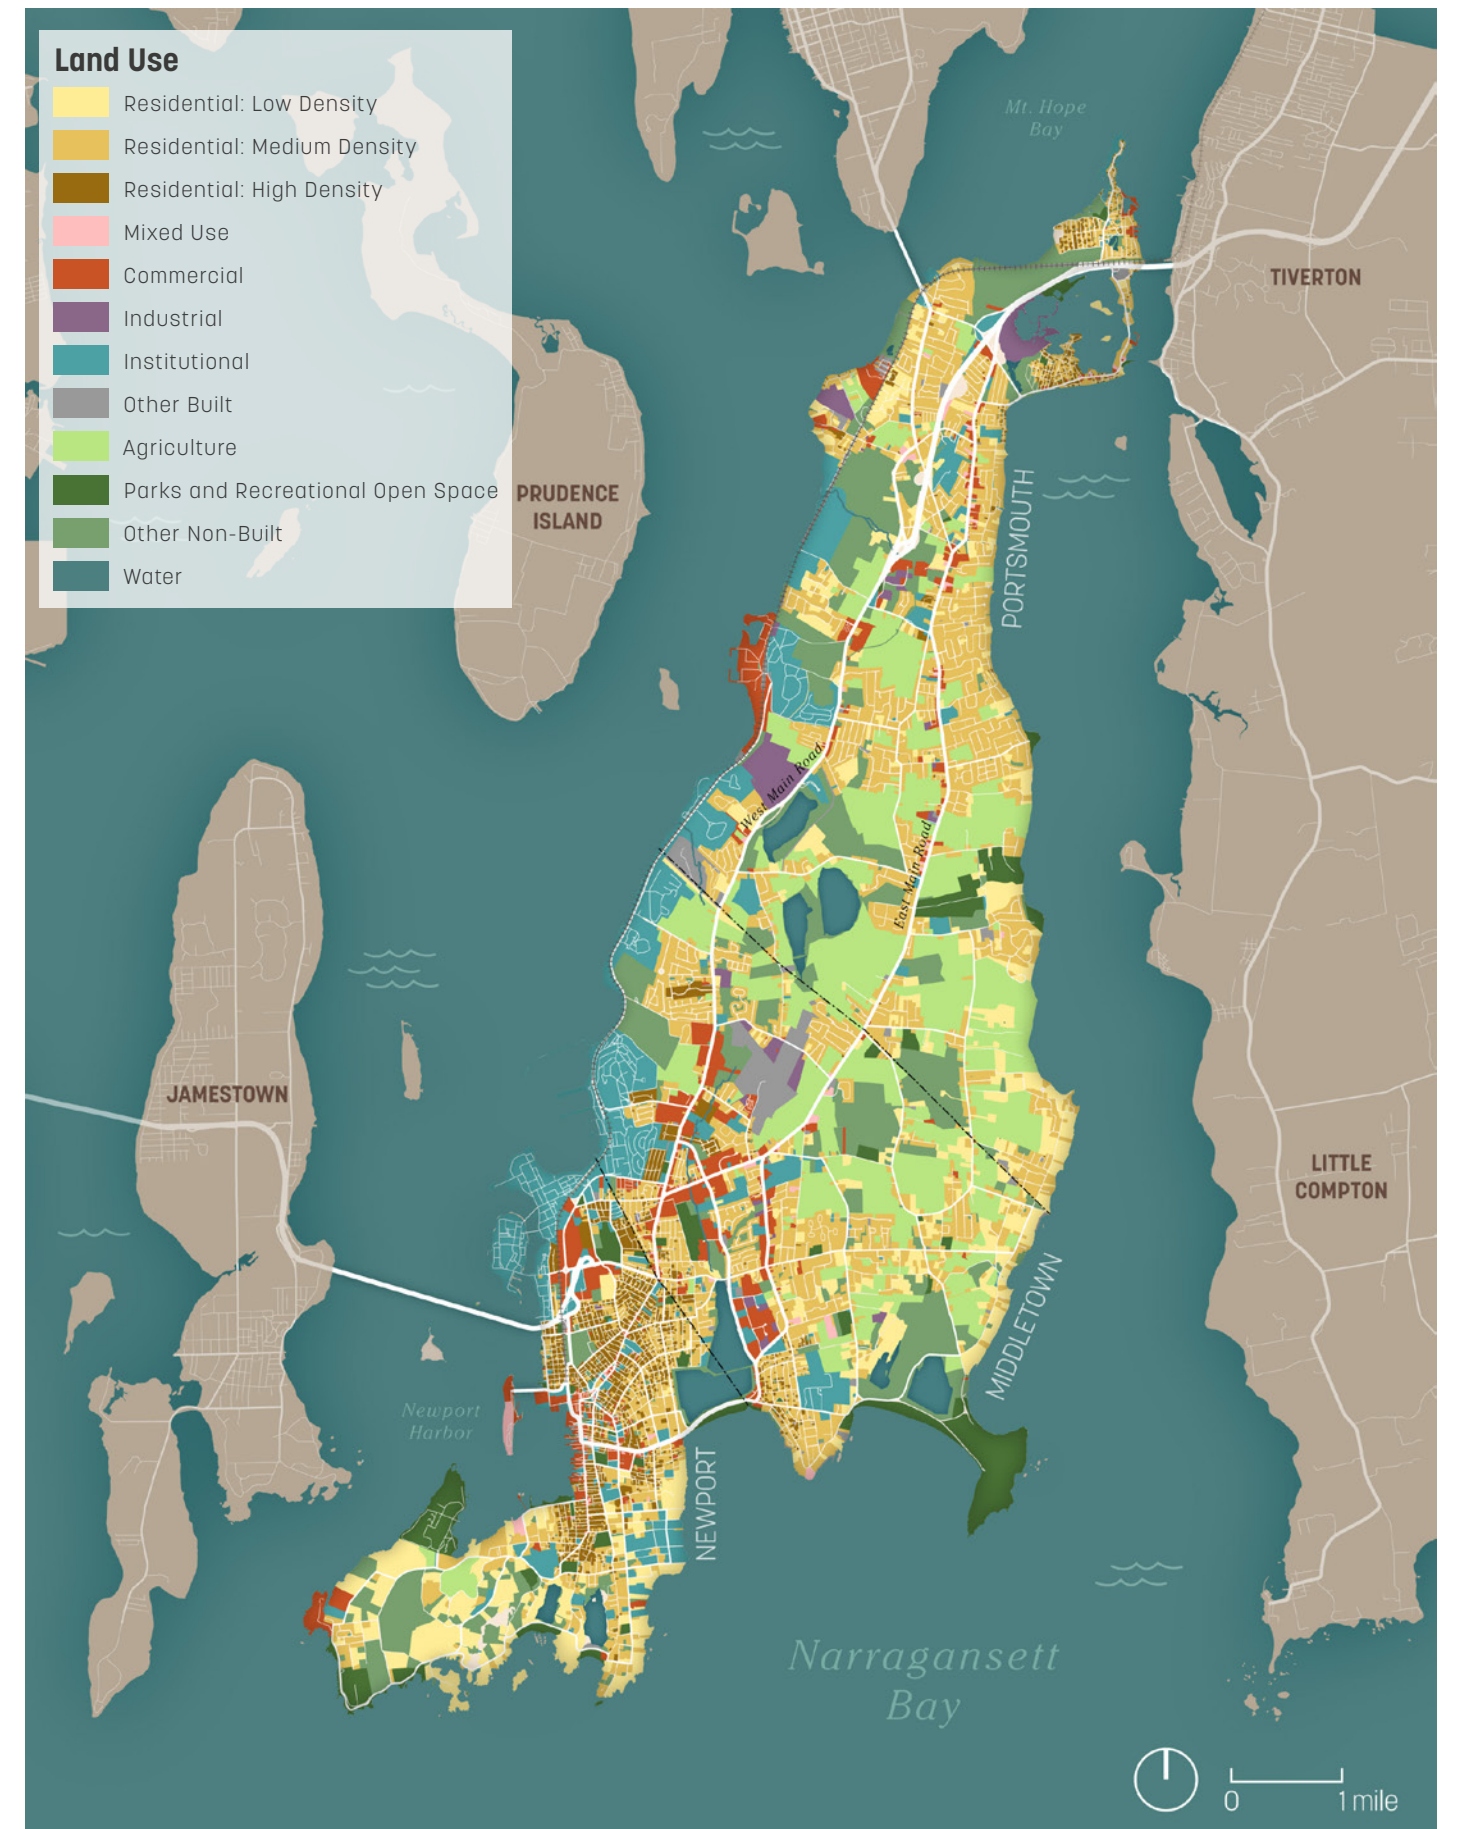 Land Use
Residential: Low Density
Residential: Medium Density
Residential: High Density
Mixed Use
Commercial
Industrial
Institutional
Other Built
Agriculture
Parks and Recreational Open Space
Other Non-Built
Water
Mt. Hope
Bay
TIVERTON
PRUDENCE
ISLAND
PORTSMOUTH
West Main Road
East Main Road
JAMESTOWN
LITTLE
COMPTON
MIDDLETOWN
Newport
Harbor
NEWPORT
Narragansett
Bay
0
1 mile